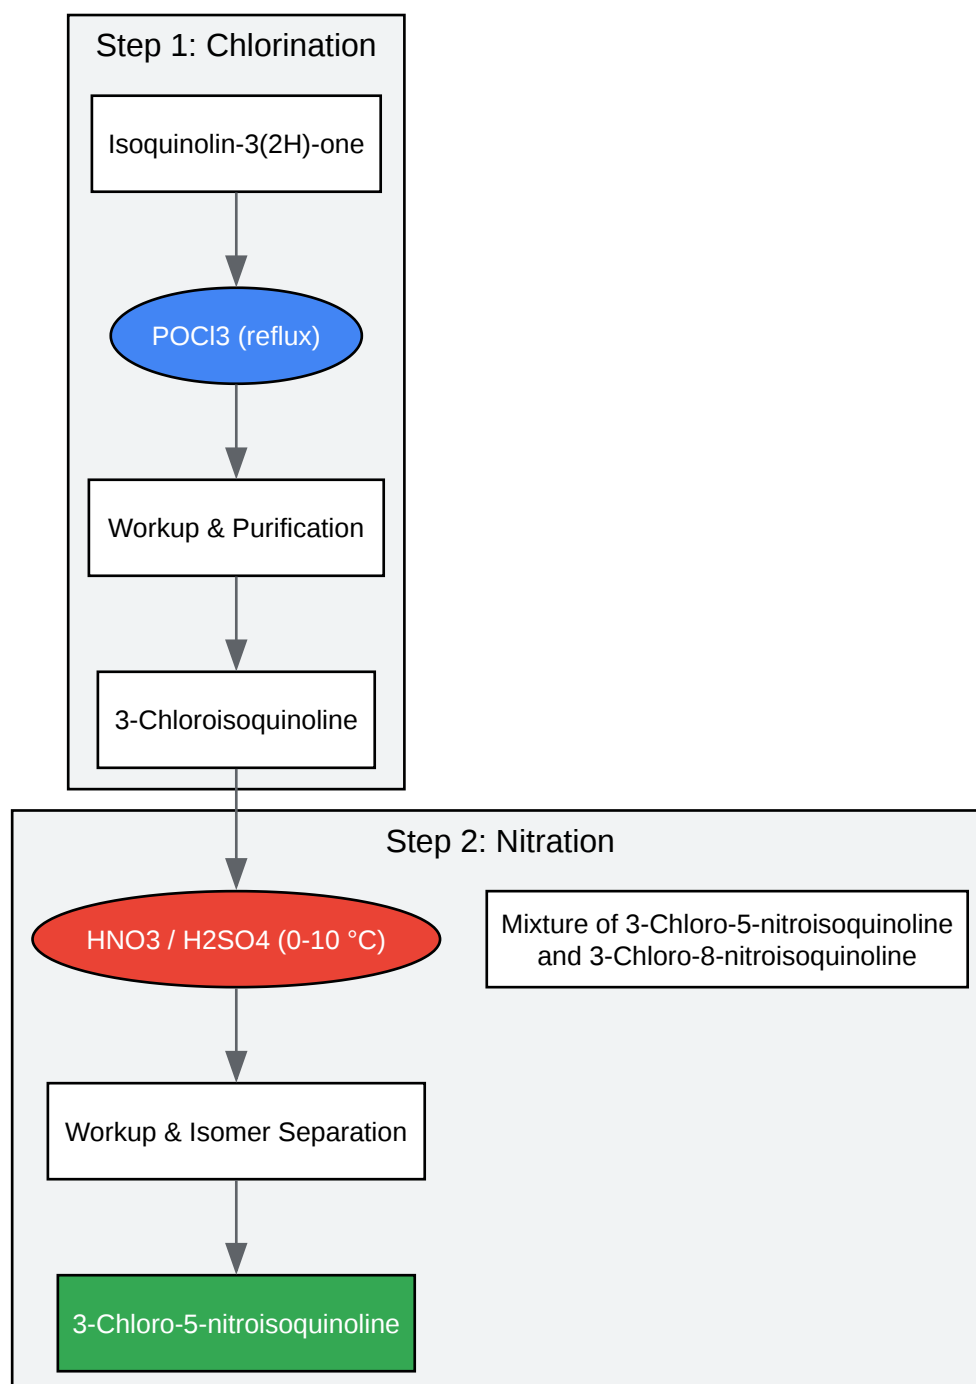 Step 1: Chlorination
Isoquinolin-3(2H)-one
POCl3 (reflux)
Workup & Purification
3-Chloroisoquinoline
Step 2: Nitration
HNO3 / H2SO4 (0-10 °C)
Mixture of 3-Chloro-5-nitroisoquinoline
and 3-Chloro-8-nitroisoquinoline
Workup & Isomer Separation
3-Chloro-5-nitroisoquinoline